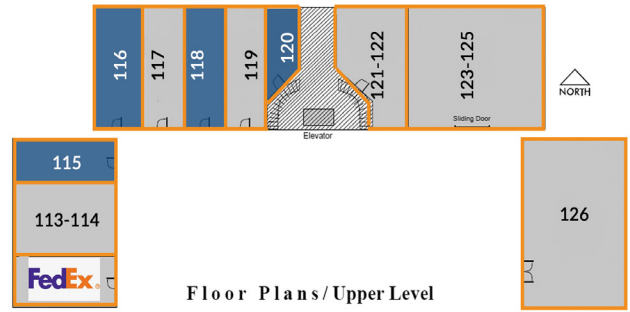 116
117
118
119
120
121-122
123-125
Sliding Door
NORTH
Elevator
115
113-114
FedEx®
126
Floor Plans/Upper Level